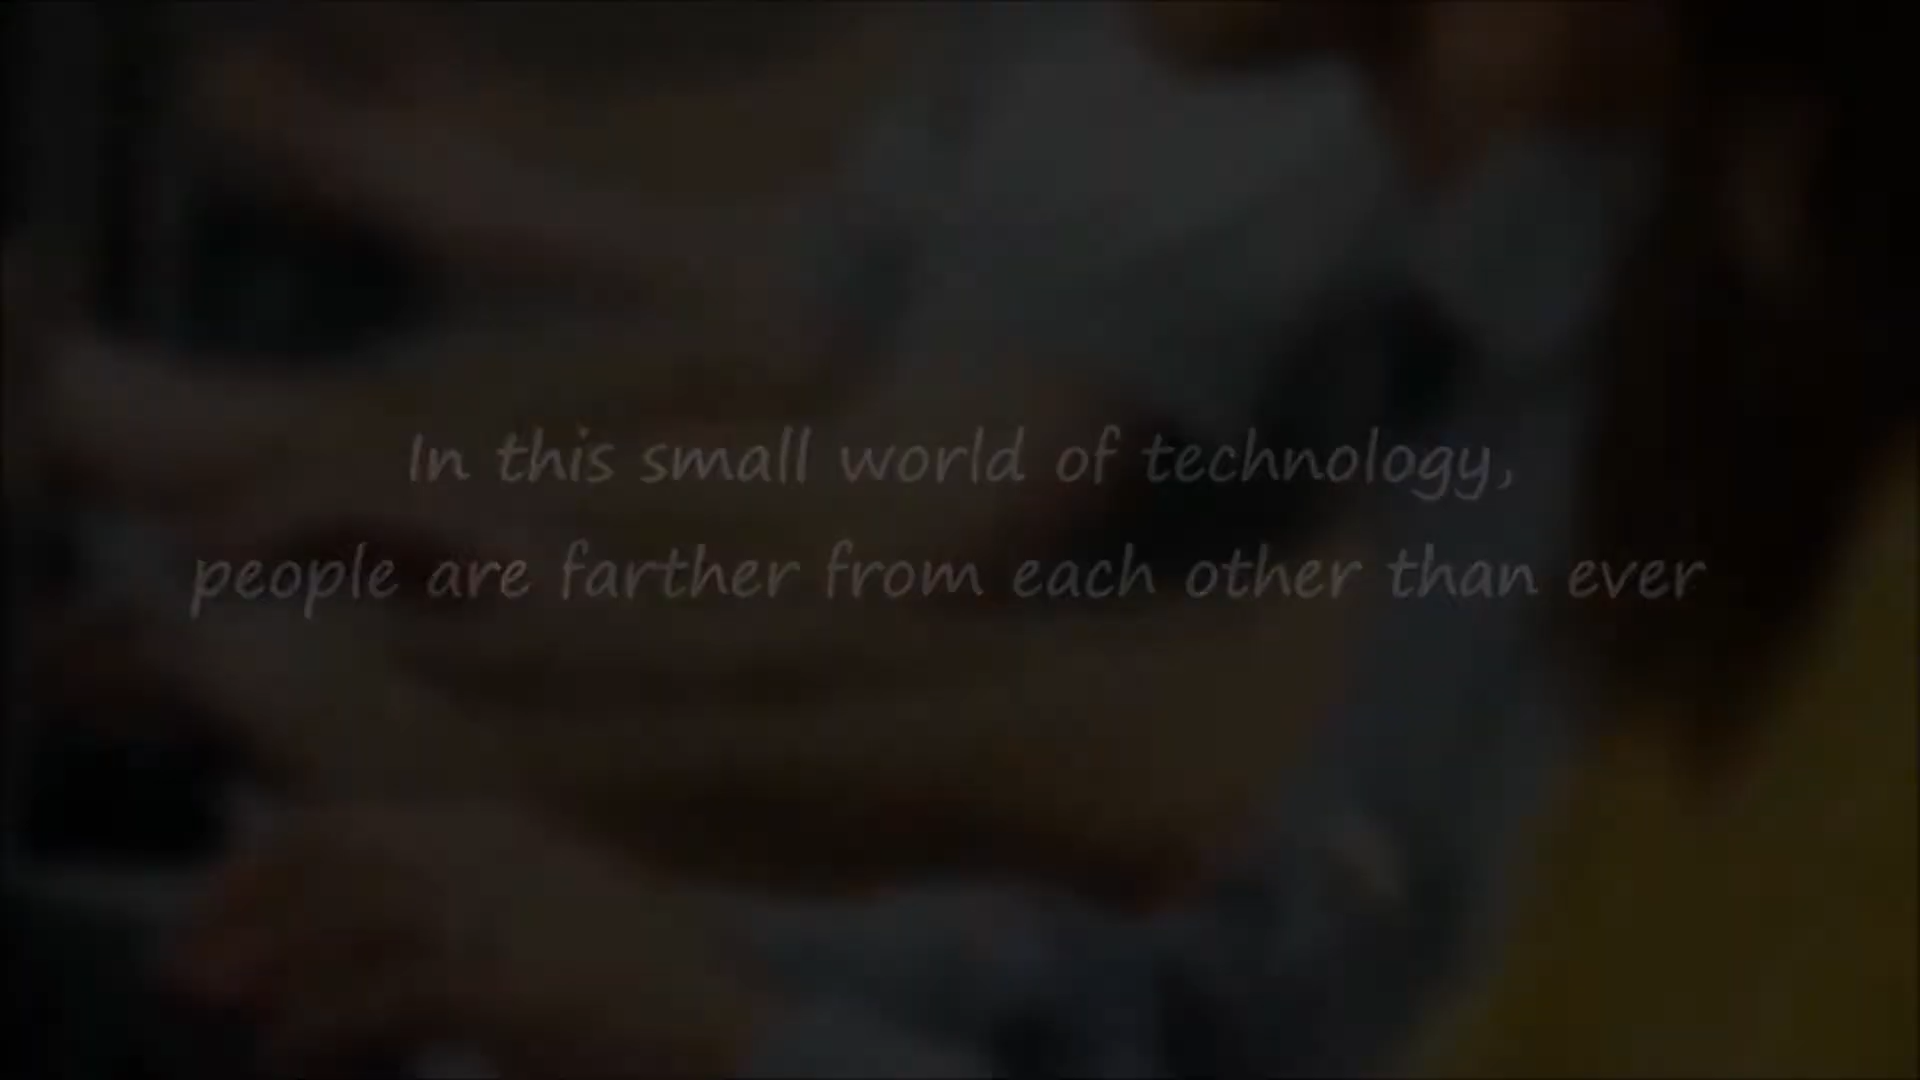 In this small world of technology,
people are farther from each other than ever